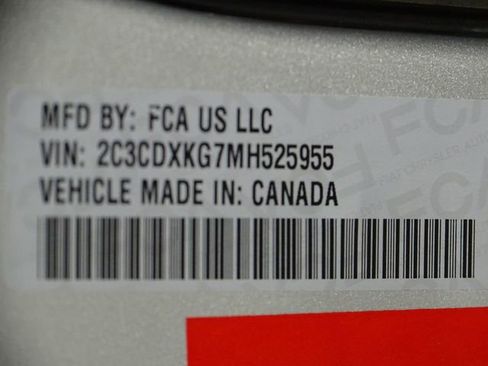 MFD BY: FCA US LLC
VIN: 2C3CDXKG7MH525955
VEHICLE MADE IN: CANADA